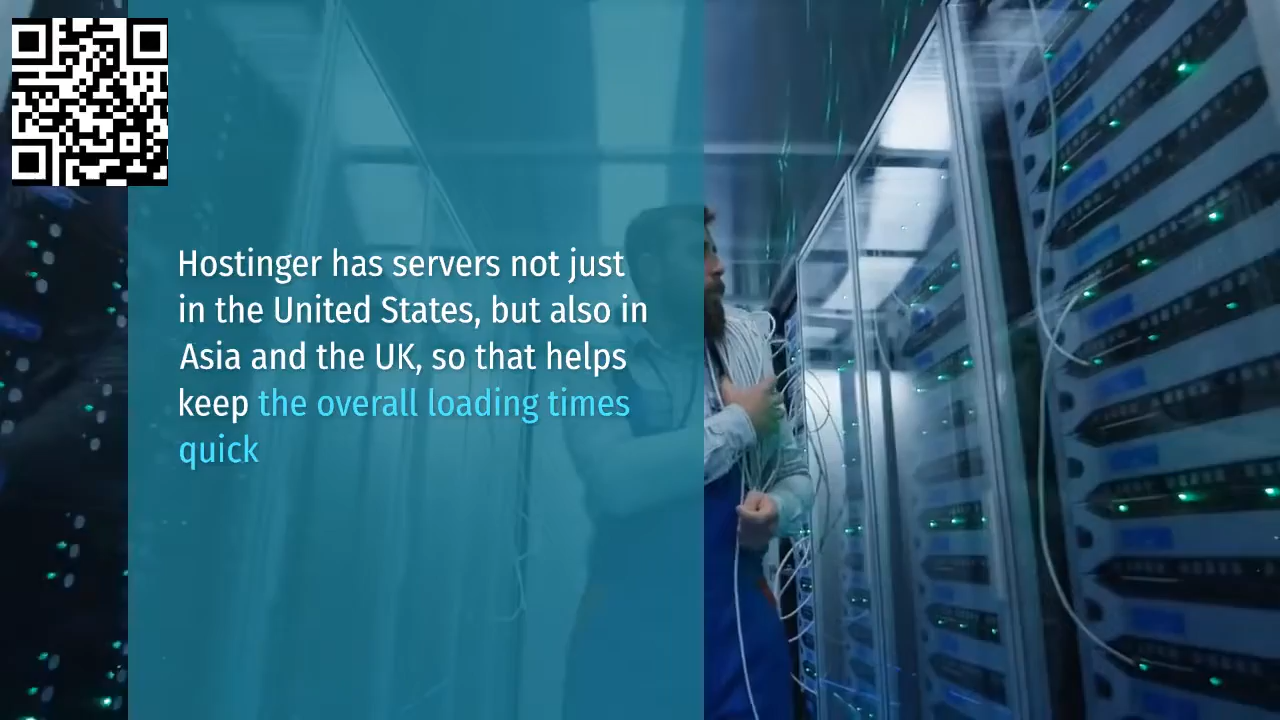 Hostinger has servers not just
in the United States, but also in
Asia and the UK, so that helps
keep the overall loading times
quick